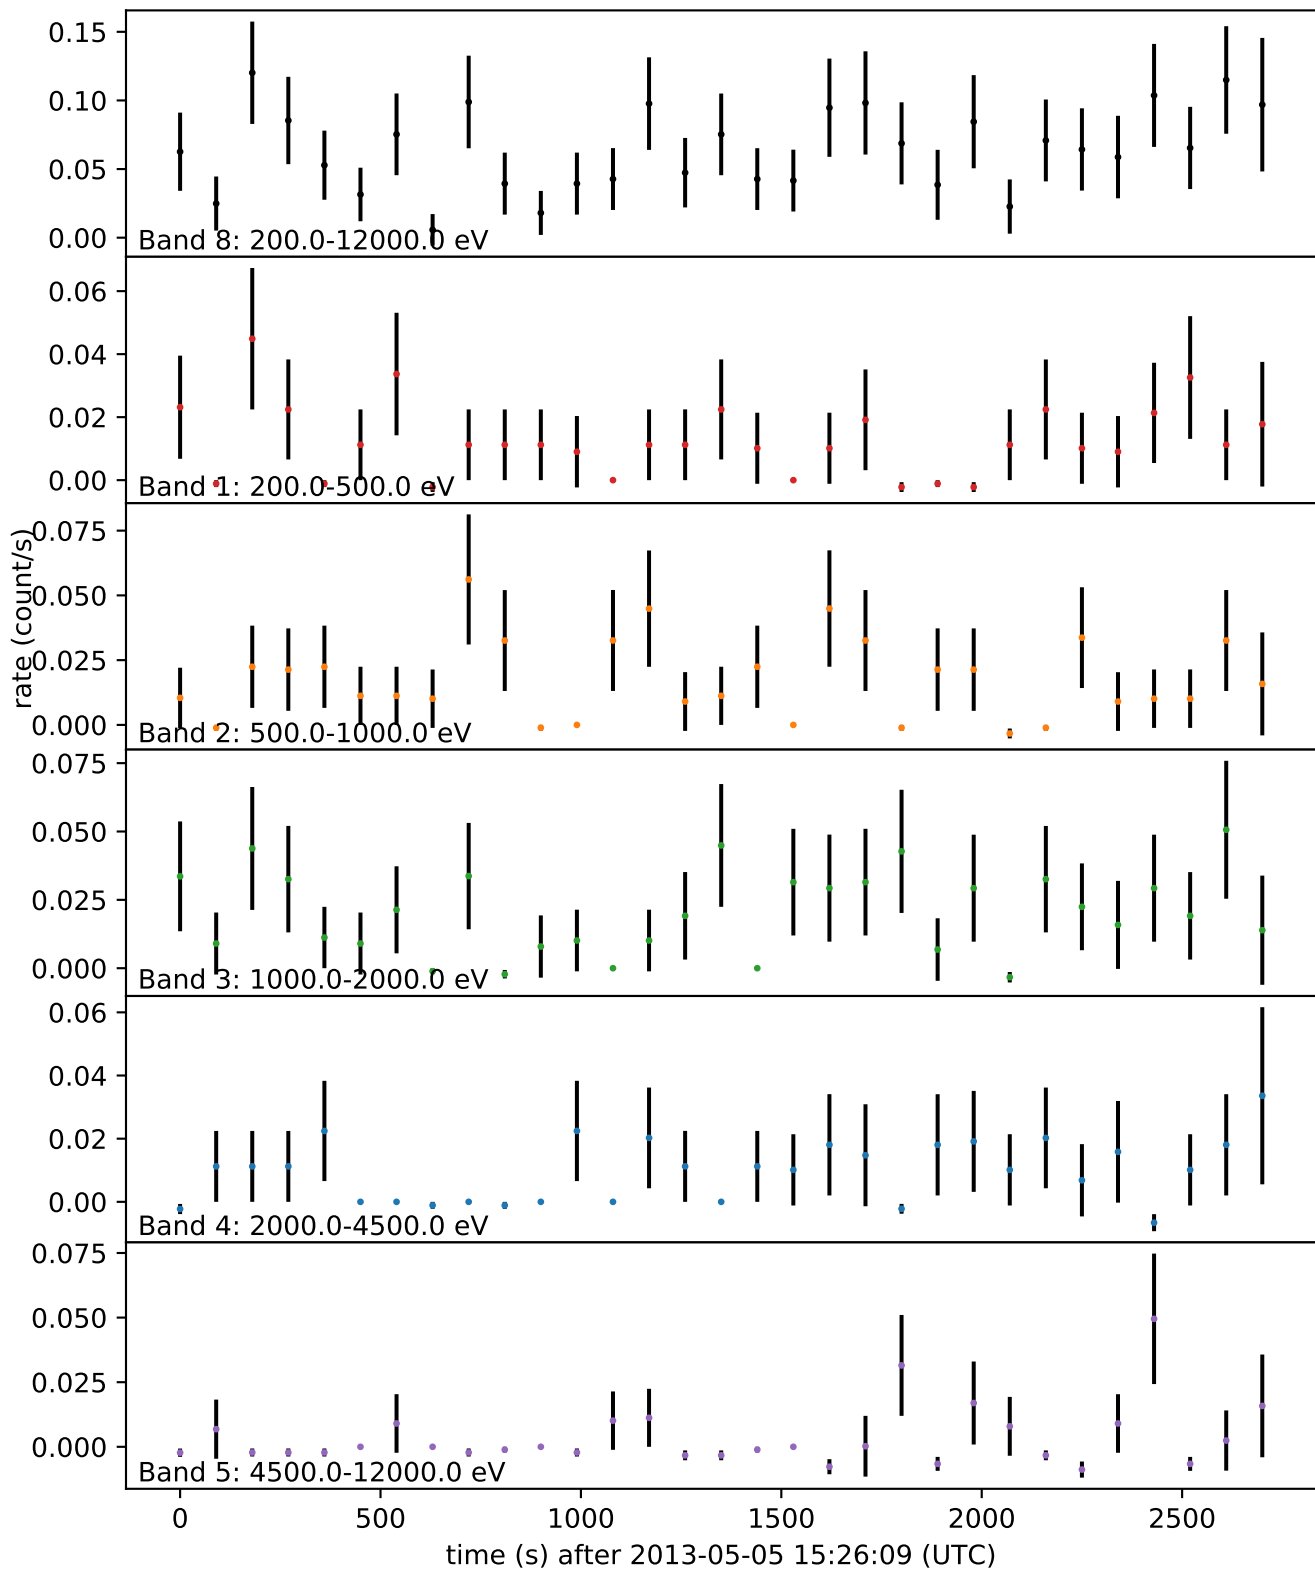 0.15
0.10
0.05
0.00
Band 8: 200.0-12000.0 eV
0.06
0.04
0.02
0.00
Band 1: 200.0-500.0 eV
rate (count/s)
0.075
0.050
0.025
0.000
Band 2: 500.0-1000.0 eV
0.075
0.050
0.025
0.000
Band 3: 1000.0-2000.0 eV
0.06
0.04
0.02
0.00
Band 4: 2000.0-4500.0 eV
0.075
0.050
0.025
0.000
Band 5: 4500.0-12000.0 eV
0 500 1000 1500 2000 2500
time (s) after 2013-05-05 15:26:09 (UTC)